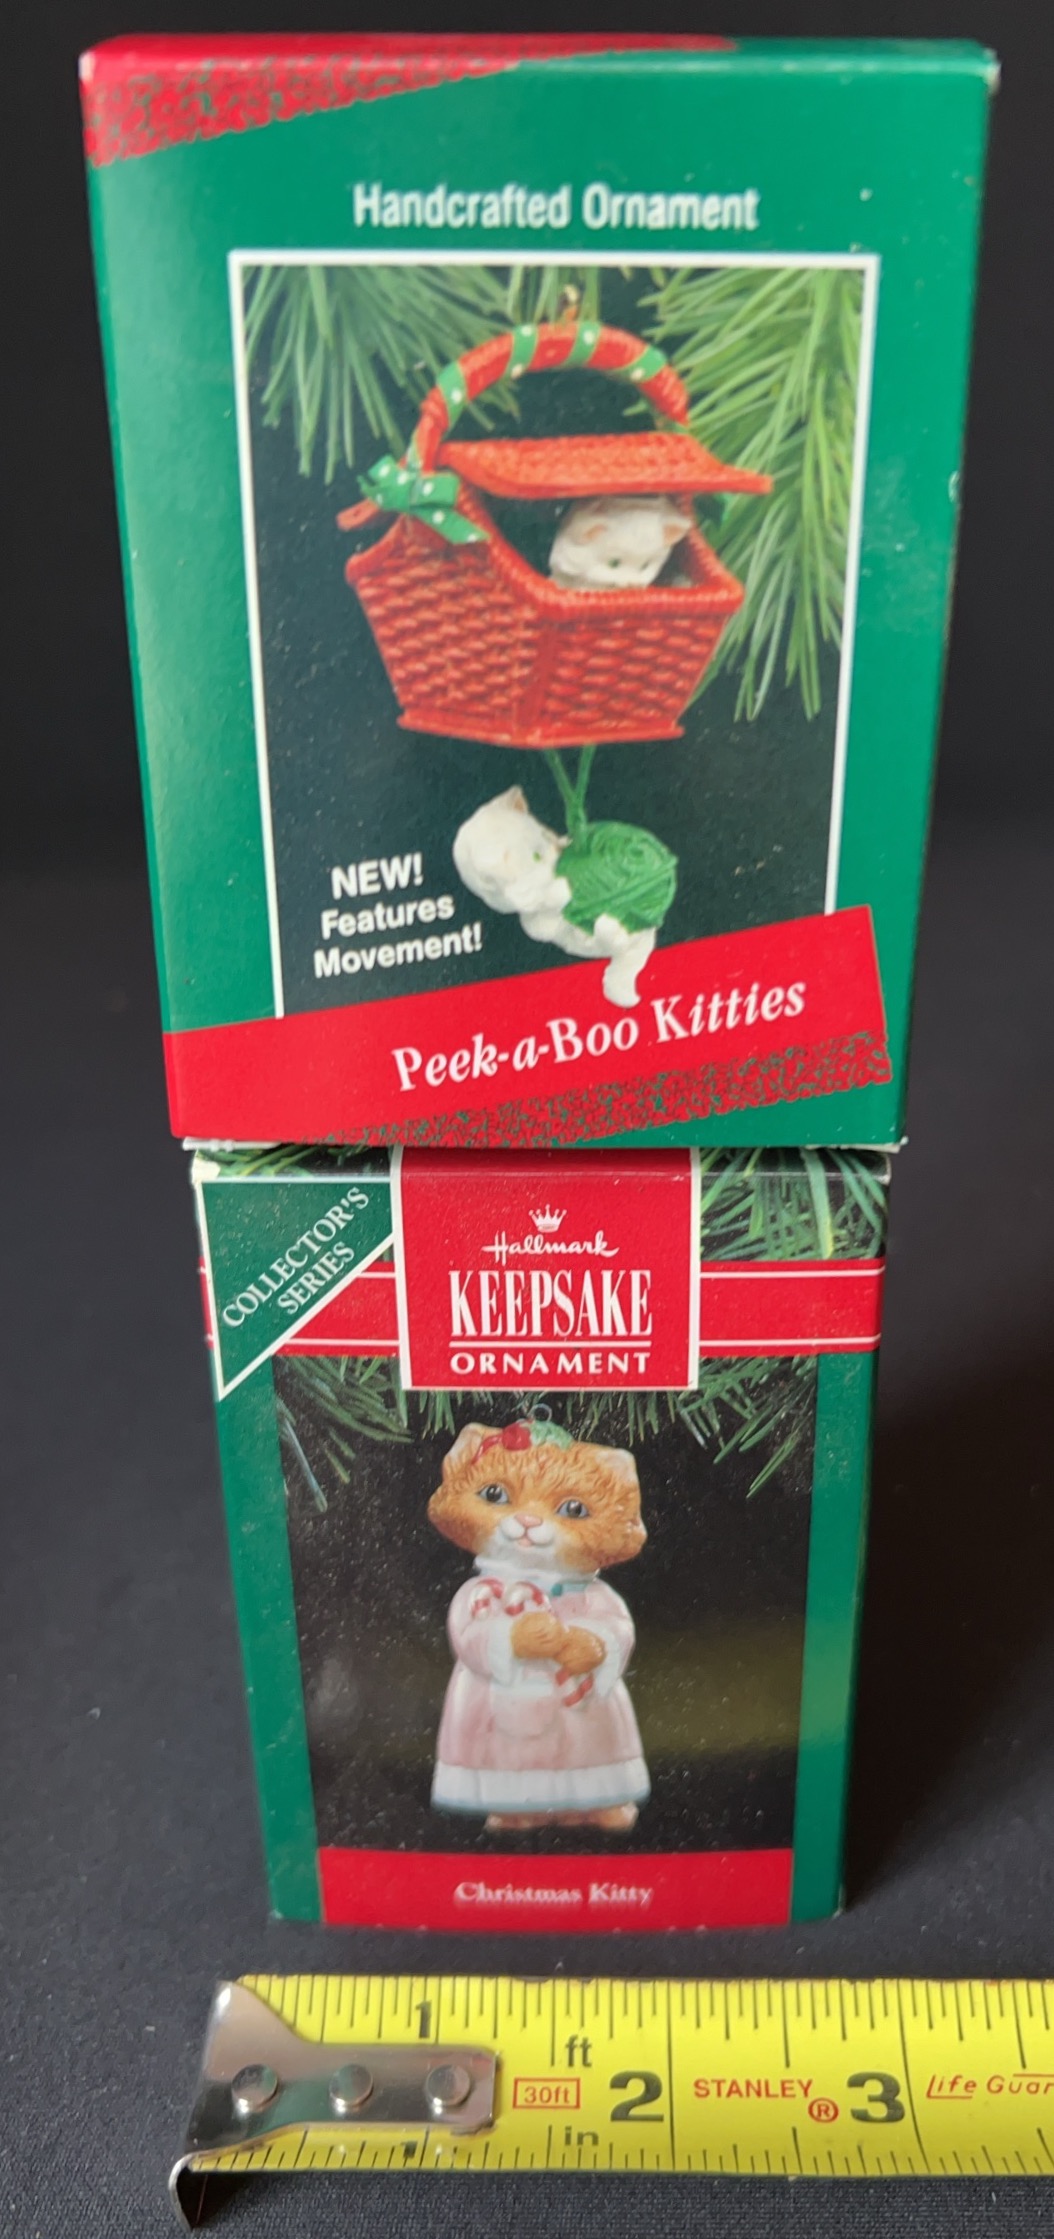 Handcrafted Ornament
NEW!
Features
Movement!
Peek-a-Boo Kitties
COLLECTOR'S
SERIES
Hallmark
KEEPSAKE
ORNAMENT
Christmas Kitty
1
ft
30ft
2
STANLEY®
3
Life Guar
in